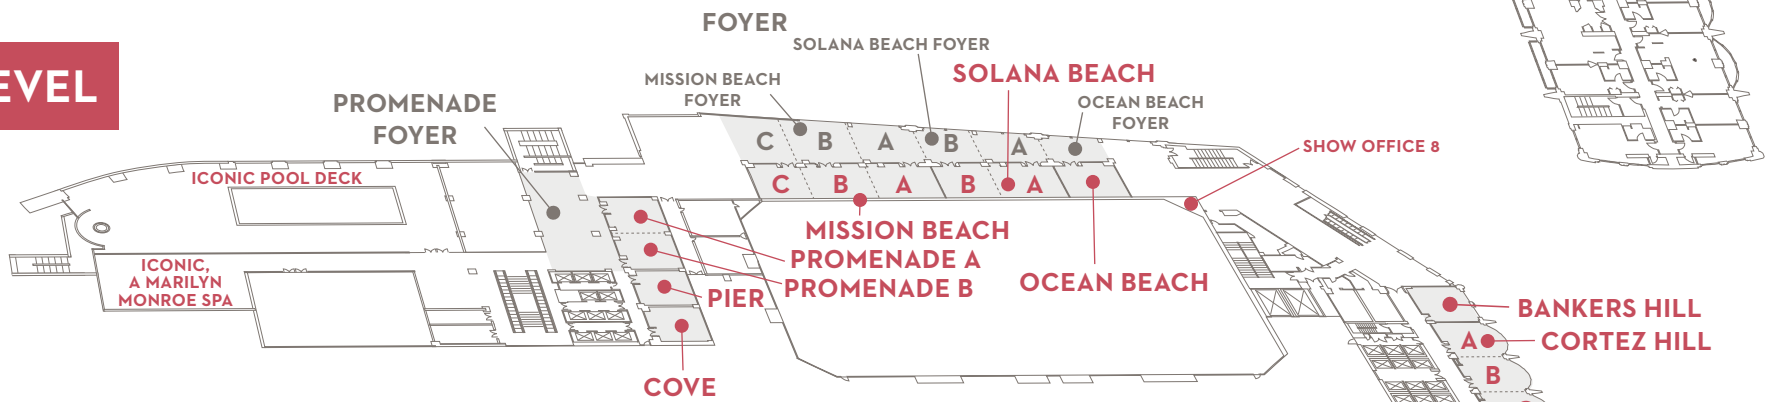 FOYER
SOLANA BEACH FOYER
EVEL
SOLANA BEACH
MISSION BEACH
FOYER
PROMENADE
FOYER
OCEAN BEACH
FOYER
C B A B A
SHOW OFFICE 8
ICONIC POOL DECK
C B A B A
MISSION BEACH
PROMENADE A
ICONIC,
A MARILYN
MONROE SPA
OCEAN BEACH
PIER
PROMENADE B
BANKERS HILL
A
CORTEZ HILL
B
COVE